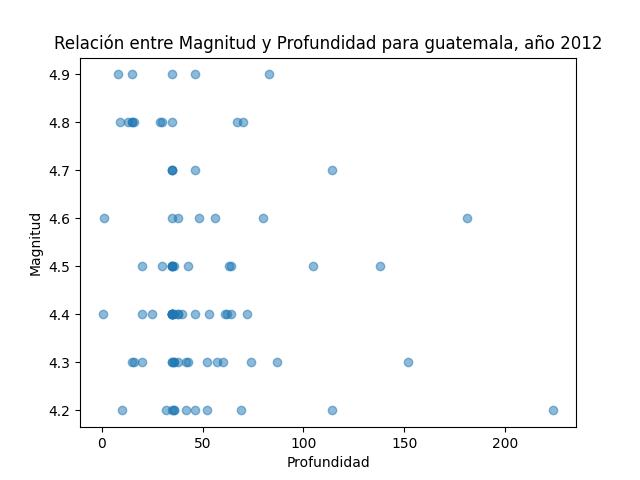 Relación entre Magnitud y Profundidad para guatemala, año 2012
4.9
4.8
4.7
4.6
4.5
4.4
4.3
4.2
Magnitud
0 50 100 150 200
Profundidad